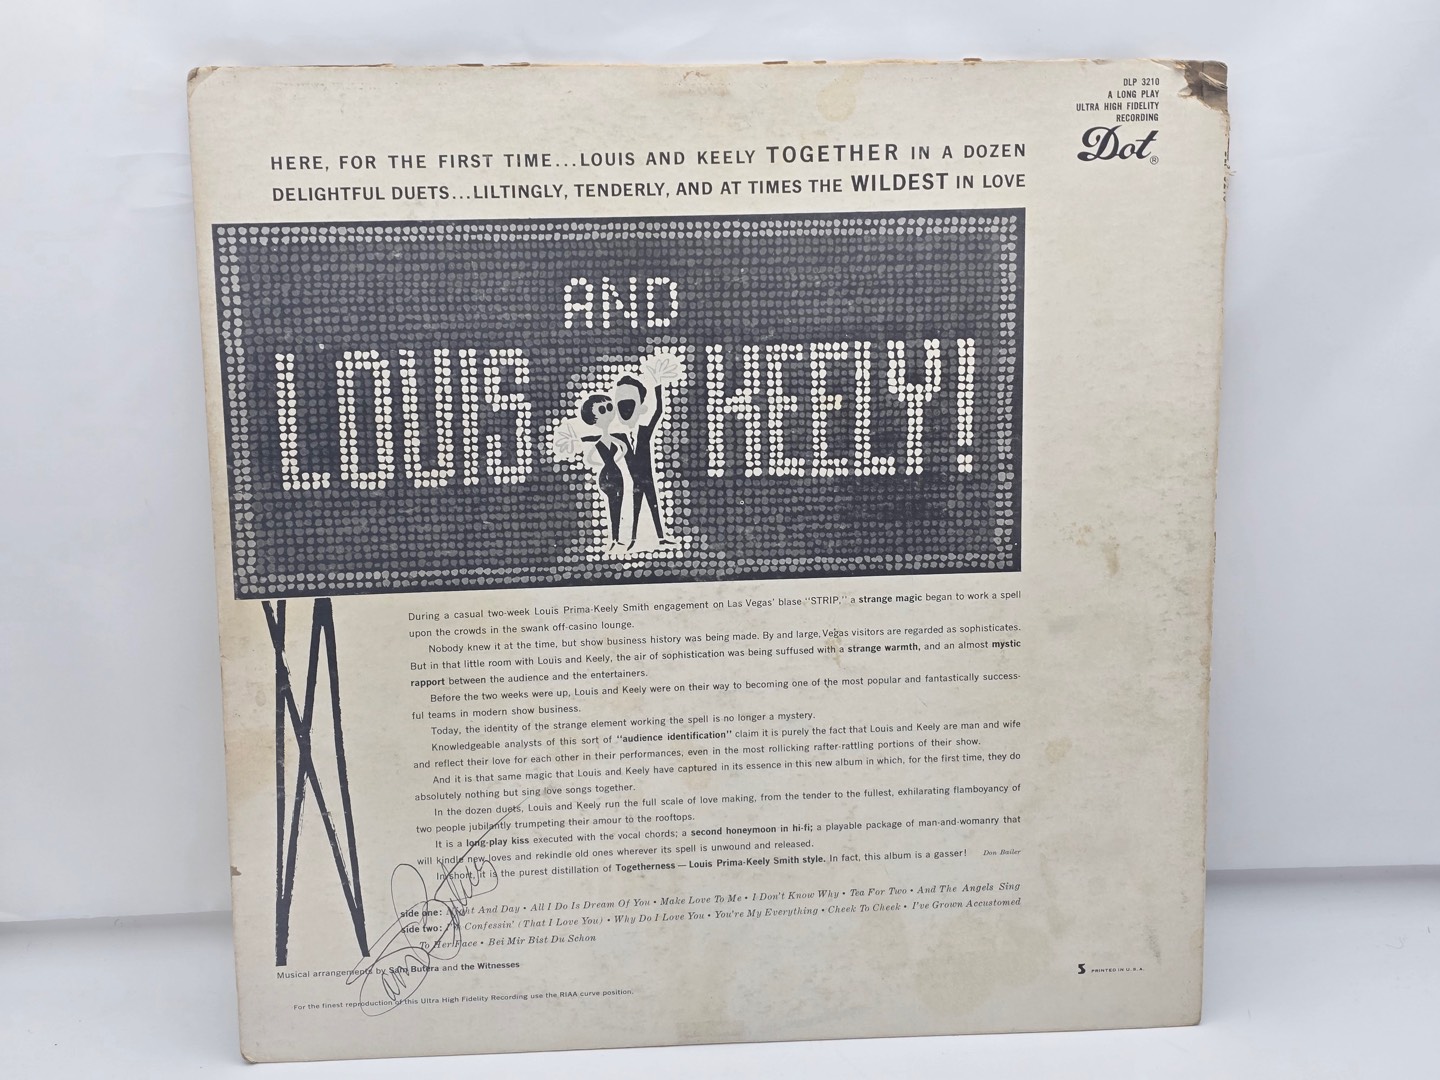 DLP 3210
A LONG PLAY
ULTRA HIGH FIDELITY
RECORDING
Dot®
HERE, FOR THE FIRST TIME...LOUIS AND KEELY TOGETHER IN A DOZEN
DELIGHTFUL DUETS...LILTINGLY, TENDERLY, AND AT TIMES THE WILDEST IN LOVE
AND
LOUIS KEELY!
During a casual two-week Louis Prima-Keely Smith engagement on Las Vegas' blase "STRIP," a strange magic began to work a spell
upon the crowds in the swank off-casino lounge.
Nobody knew it at the time, but show business history was being made. By and large, Vegas visitors are regarded as sophisticates.
But in that little room with Louis and Keely, the air of sophistication was being suffused with a strange warmth, and an almost mystic
rapport between the audience and the entertainers.
Before the two weeks were up, Louis and Keely were on their way to becoming one of the most popular and fantastically success-
ful teams in modern show business.
Today, the identity of the strange element working the spell is no longer a mystery.
Knowledgeable analysts of this sort of "audience identification" claim it is purely the fact that Louis and Keely are man and wife
and reflect their love for each other in their performances, even in the most rollicking rafter-rattling portions of their show.
And it is that same magic that Louis and Keely have captured in its essence in this new album in which, for the first time, they do
absolutely nothing but sing love songs together.
In the dozen duets, Louis and Keely run the full scale of love making, from the tender to the fullest, exhilarating flamboyancy of
two people jubilantly trumpeting their amour to the rooftops.
It is a long-play kiss executed with the vocal chords; a second honeymoon in hi-fi; a playable package of man-and-womanry that
will kindle new loves and rekindle old ones wherever its spell is unwound and released.
In short, it is the purest distillation of Togetherness — Louis Prima-Keely Smith style. In fact, this album is a gasser! Don Bailer
side one: Night And Day • All I Do Is Dream Of You • Make Love To Me • I Don't Know Why • Tea For Two • And The Angels Sing
side two: I'm Confessin' (That I Love You) • Why Do I Love You • You're My Everything • Cheek To Cheek • I've Grown Accustomed
To Her Face • Bei Mir Bist Du Schon
Sam Butera
Musical arrangements by Sam Butera and the Witnesses
For the finest reproduction of this Ultra High Fidelity Recording use the RIAA curve position.
5 PRINTED IN U.S.A.